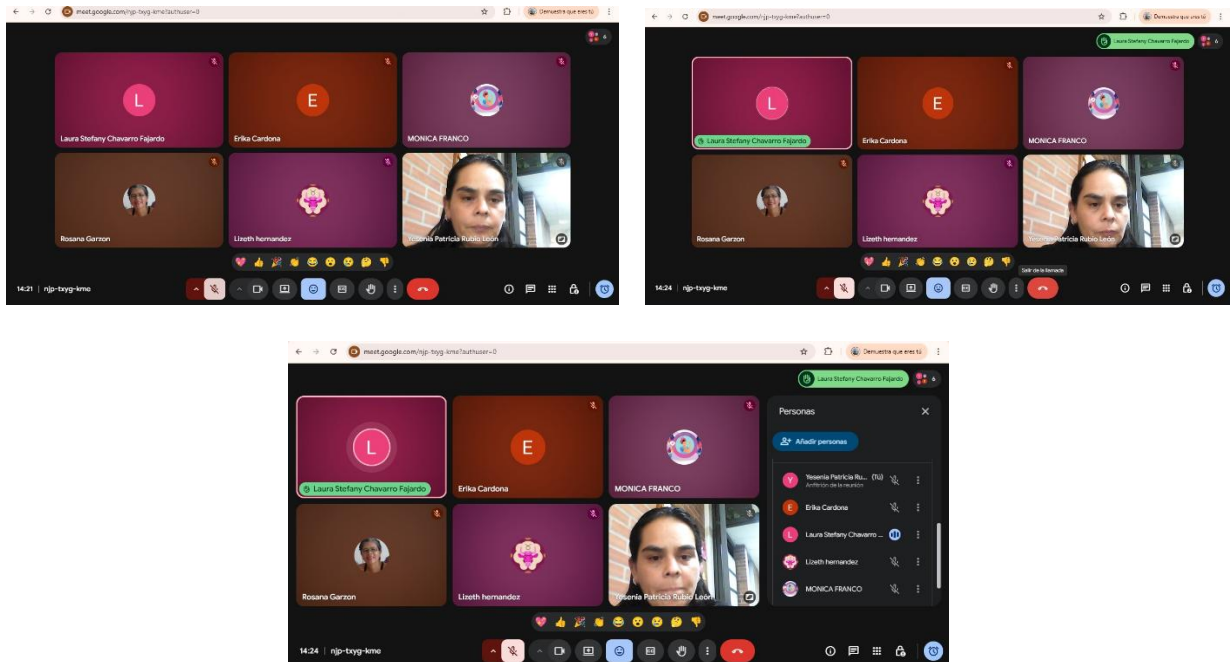 meet.google.com/njp-txyg-kme?authuser=0
Demuestra que eres tú
6
L
E
Laura Stefany Chavarro Fajardo
Erika Cardona
MONICA FRANCO
Rosana Garzon
Lizeth hernandez
Yesenia Patricia Rubio León
14:21 | njp-txyg-kme
meet.google.com/njp-txyg-kme?authuser=0
Demuestra que eres tú
Laura Stefany Chavarro Fajardo
6
L
E
Laura Stefany Chavarro Fajardo
Erika Cardona
MONICA FRANCO
Rosana Garzon
Lizeth hernandez
Yesenia Patricia Rubio León
Salir de la llamada
14:24 | njp-txyg-kme
meet.google.com/njp-txyg-kme?authuser=0
Demuestra que eres tú
Laura Stefany Chavarro Fajardo
6
L
E
Laura Stefany Chavarro Fajardo
Erika Cardona
MONICA FRANCO
Rosana Garzon
Lizeth hernandez
Yesenia Patricia Rubio León
Personas
Añadir personas
Y
Yesenia Patricia Ru... (Tú)
Anfitrión de la reunión
E
Erika Cardona
L
Laura Stefany Chavarro ...
Lizeth hernandez
MONICA FRANCO
14:24 | njp-txyg-kme